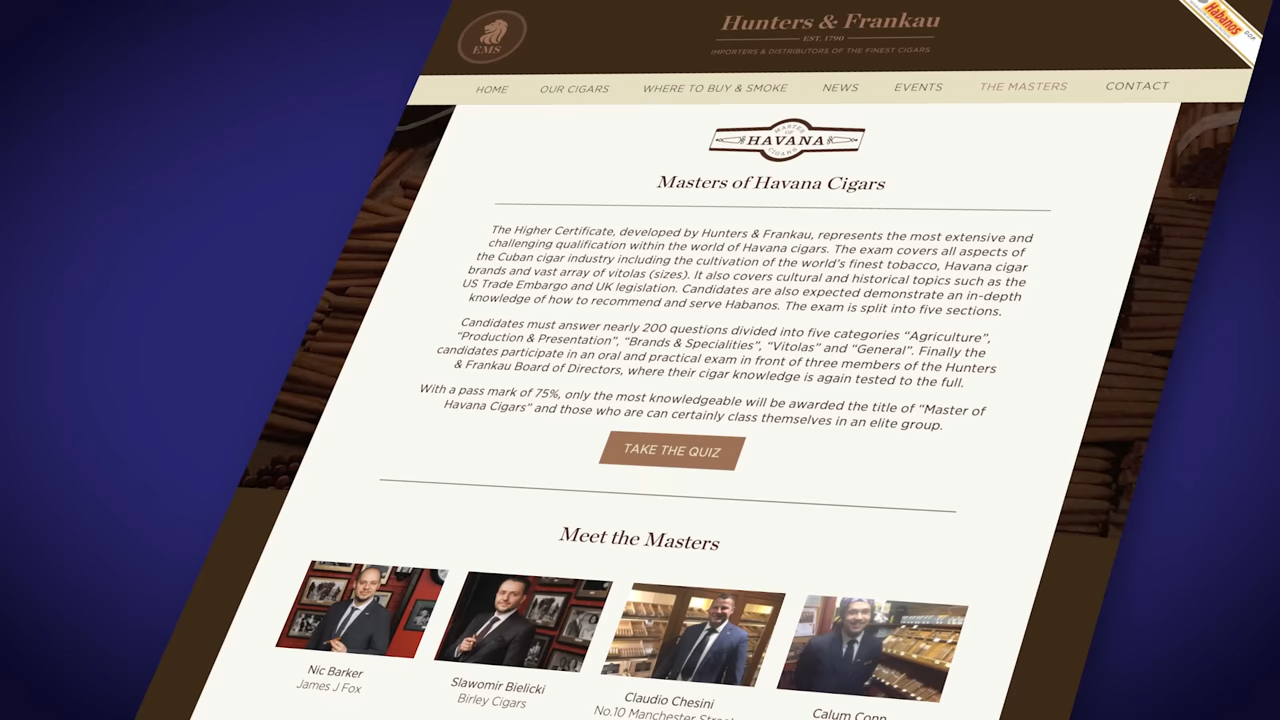 EMS
Hunters & Frankau
EST. 1790
IMPORTERS & DISTRIBUTORS OF THE FINEST CIGARS
Habanos
D.O.P.
HOME
OUR CIGARS
WHERE TO BUY & SMOKE
NEWS
EVENTS
THE MASTERS
CONTACT
MASTER
OF
HAVANA
CIGARS
Masters of Havana Cigars
The Higher Certificate, developed by Hunters & Frankau, represents the most extensive and
challenging qualification within the world of Havana cigars. The exam covers all aspects of
the Cuban cigar industry including the cultivation of the world's finest tobacco, Havana cigar
brands and vast array of vitolas (sizes). It also covers cultural and historical topics such as the
US Trade Embargo and UK legislation. Candidates are also expected demonstrate an in-depth
knowledge of how to recommend and serve Habanos. The exam is split into five sections.
Candidates must answer nearly 200 questions divided into five categories “Agriculture”,
“Production & Presentation”, “Brands & Specialities”, “Vitolas” and “General”. Finally the
candidates participate in an oral and practical exam in front of three members of the Hunters
& Frankau Board of Directors, where their cigar knowledge is again tested to the full.
With a pass mark of 75%, only the most knowledgeable will be awarded the title of “Master of
Havana Cigars” and those who are can certainly class themselves in an elite group.
TAKE THE QUIZ
Meet the Masters
Nic Barker
James J Fox
Slawomir Bielicki
Birley Cigars
Claudio Chesini
No.10 Manchester Street
Calum Conn